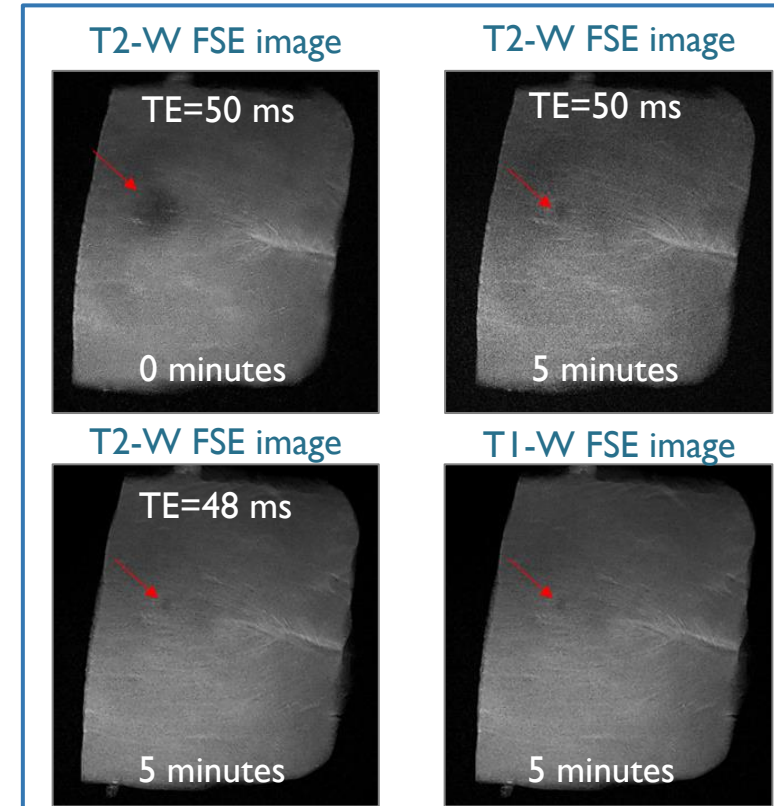 T2-W FSE image
TE=50 ms
0 minutes
T2-W FSE image
TE=50 ms
5 minutes
T2-W FSE image
TE=48 ms
5 minutes
T1-W FSE image
5 minutes